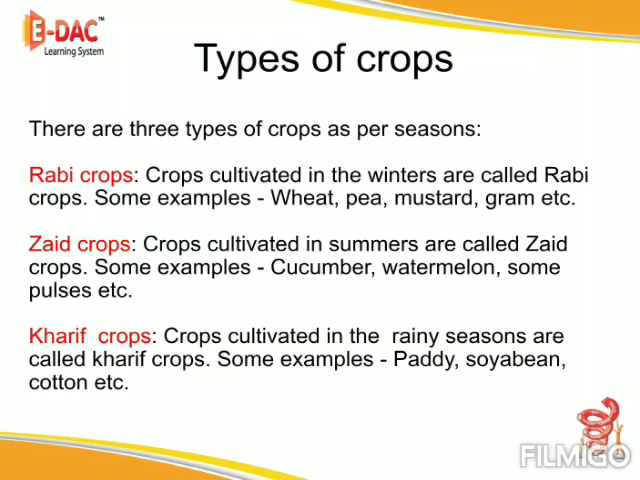 E-DAC™
Learning System
Types of crops
There are three types of crops as per seasons:
Rabi crops: Crops cultivated in the winters are called Rabi
crops. Some examples - Wheat, pea, mustard, gram etc.
Zaid crops: Crops cultivated in summers are called Zaid
crops. Some examples - Cucumber, watermelon, some
pulses etc.
Kharif  crops: Crops cultivated in the  rainy seasons are
called kharif crops. Some examples - Paddy, soyabean,
cotton etc.
FILMIGO